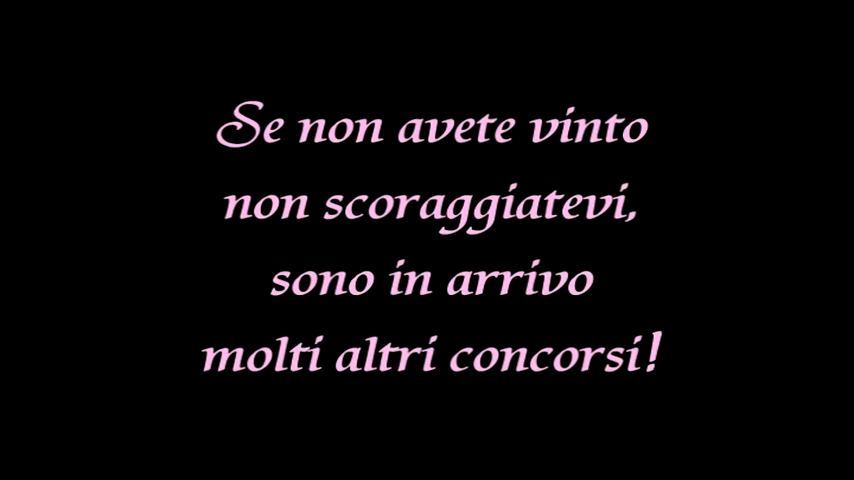 Se non avete vinto
non scoraggiatevi,
sono in arrivo
molti altri concorsi!